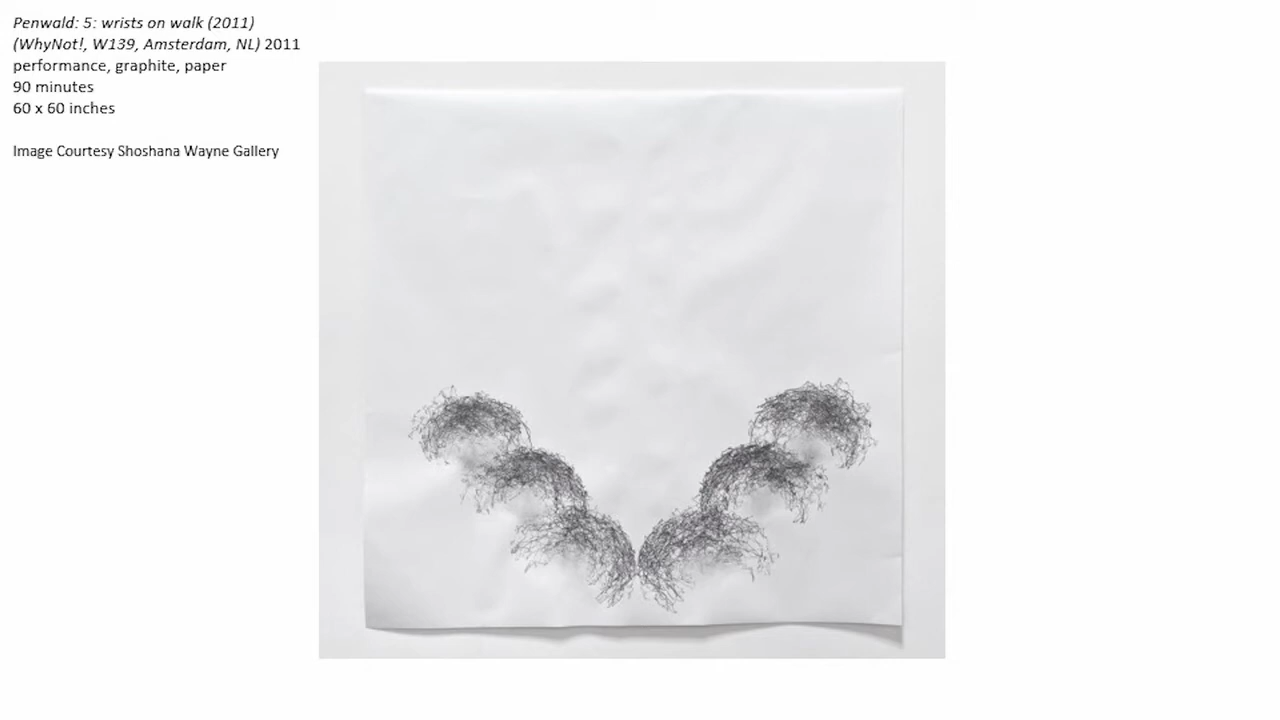 Penwald: 5: wrists on walk (2011)
(WhyNot!, W139, Amsterdam, NL) 2011
performance, graphite, paper
90 minutes
60 x 60 inches
Image Courtesy Shoshana Wayne Gallery